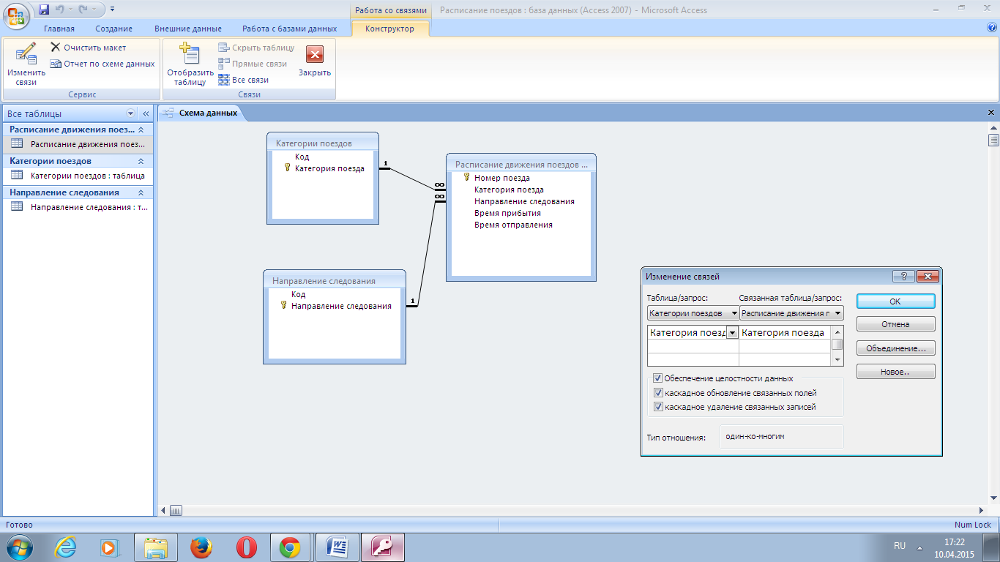 Работа со связями
Расписание поездов : база данных (Access 2007) - Microsoft Access
Главная Создание Внешние данные Работа с базами данных Конструктор
Изменить связи
Очистить макет
Отчет по схеме данных
Сервис
Отобразить таблицу
Скрыть таблицу
Прямые связи
Все связи
Закрыть
Связи
Все таблицы
Расписание движения поез...
Расписание движения поез...
Категории поездов
Категории поездов : таблица
Направление следования
Направление следования : т...
Схема данных
Категории поездов
Код
Категория поезда
1
∞
∞
Расписание движения поездов ...
Номер поезда
Категория поезда
Направление следования
Время прибытия
Время отправления
Направление следования
Код
Направление следования
1
Изменение связей
Таблица/запрос: Связанная таблица/запрос:
Категории поездов Расписание движения п
Категория поезд Категория поезда
Обеспечение целостности данных
каскадное обновление связанных полей
каскадное удаление связанных записей
Тип отношения: один-ко-многим
ОК
Отмена
Объединение...
Новое..
Готово
Num Lock
RU
17:22
10.04.2015